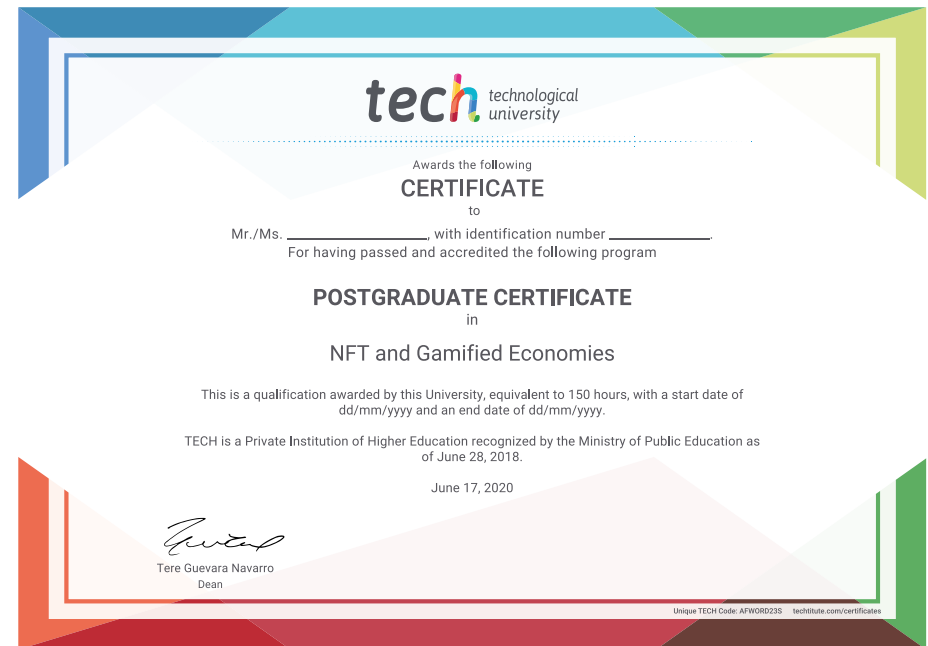 tech technological
university
Awards the following
CERTIFICATE
to
Mr./Ms. ____________________, with identification number ______________.
For having passed and accredited the following program
POSTGRADUATE CERTIFICATE
in
NFT and Gamified Economies
This is a qualification awarded by this University, equivalent to 150 hours, with a start date of
dd/mm/yyyy and an end date of dd/mm/yyyy.
TECH is a Private Institution of Higher Education recognized by the Ministry of Public Education as
of June 28, 2018.
June 17, 2020
Tere Guevara Navarro
Dean
Unique TECH Code: AFWORD23S techtitute.com/certificates